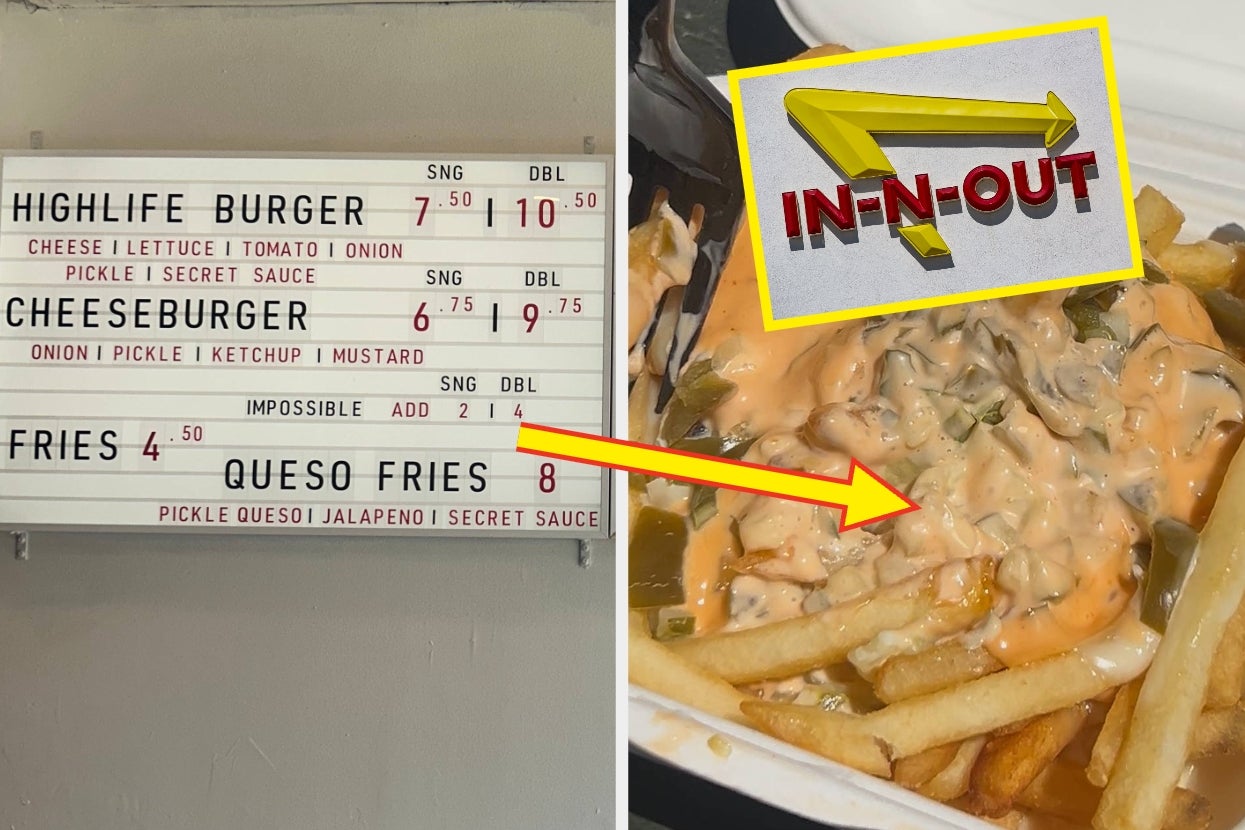 SNG DBL
HIGHLIFE BURGER 7.50 | 10.50
CHEESE | LETTUCE | TOMATO | ONION
PICKLE | SECRET SAUCE
SNG DBL
CHEESEBURGER 6.75 | 9.75
ONION | PICKLE | KETCHUP | MUSTARD
SNG DBL
IMPOSSIBLE ADD 2 | 4
FRIES 4.50
QUESO FRIES 8
PICKLE QUESO | JALAPENO | SECRET SAUCE
IN-N-OUT